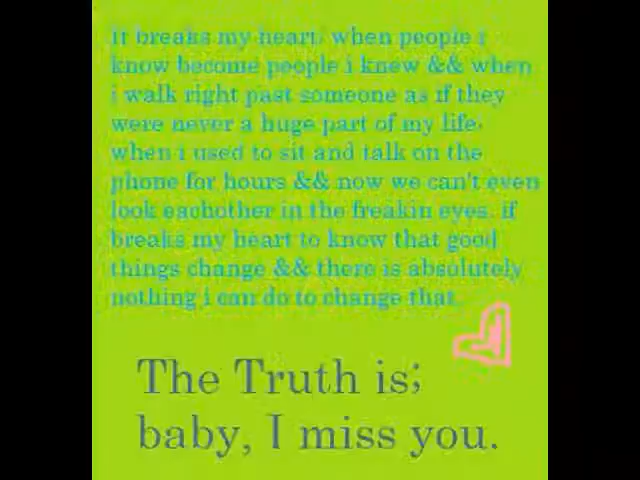 it breaks my heart. when people i
know become people i knew && when
i walk right past someone as if they
were never a huge part of my life.
when i used to sit and talk on the
phone for hours && now we can't even
look eachother in the freakin eyes. it
breaks my heart to know that good
things change && there is absolutely
nothing i can do to change that.
The Truth is;
baby, I miss you.